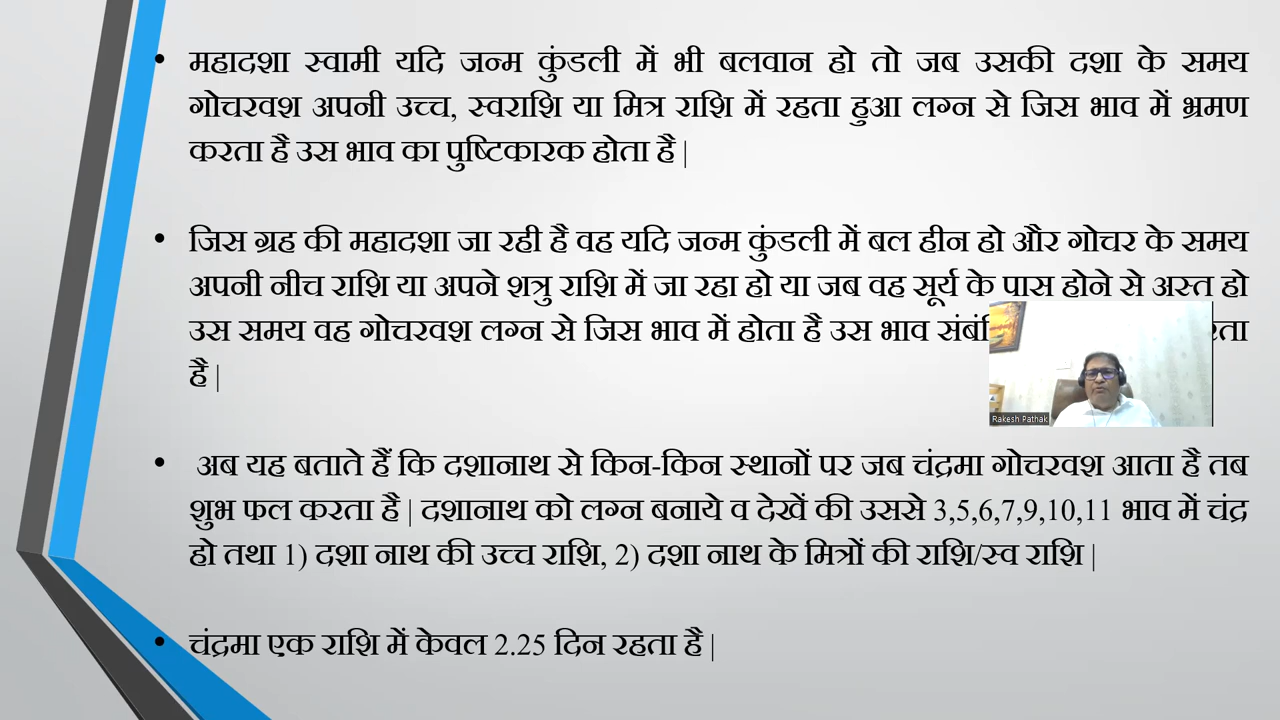 • महादशा स्वामी यदि जन्म कुंडली में भी बलवान हो तो जब उसकी दशा के समय
गोचरवश अपनी उच्च, स्वराशि या मित्र राशि में रहता हुआ लग्न से जिस भाव में भ्रमण
करता है उस भाव का पुष्टिकारक होता है |
• जिस ग्रह की महादशा जा रही है वह यदि जन्म कुंडली में बल हीन हो और गोचर के समय
अपनी नीच राशि या अपने शत्रु राशि में जा रहा हो या जब वह सूर्य के पास होने से अस्त हो
उस समय वह गोचरवश लग्न से जिस भाव में होता है उस भाव
है |
Rakesh Pathak
• अब यह बताते हैं कि दशानाथ से किन-किन स्थानों पर जब चंद्रमा गोचरवश आता है तब
शुभ फल करता है | दशानाथ को लग्न बनाये व देखें की उससे 3,5,6,7,9,10,11 भाव में चंद्र
हो तथा 1) दशा नाथ की उच्च राशि, 2) दशा नाथ के मित्रों की राशि/स्व राशि |
• चंद्रमा एक राशि में केवल 2.25 दिन रहता है |